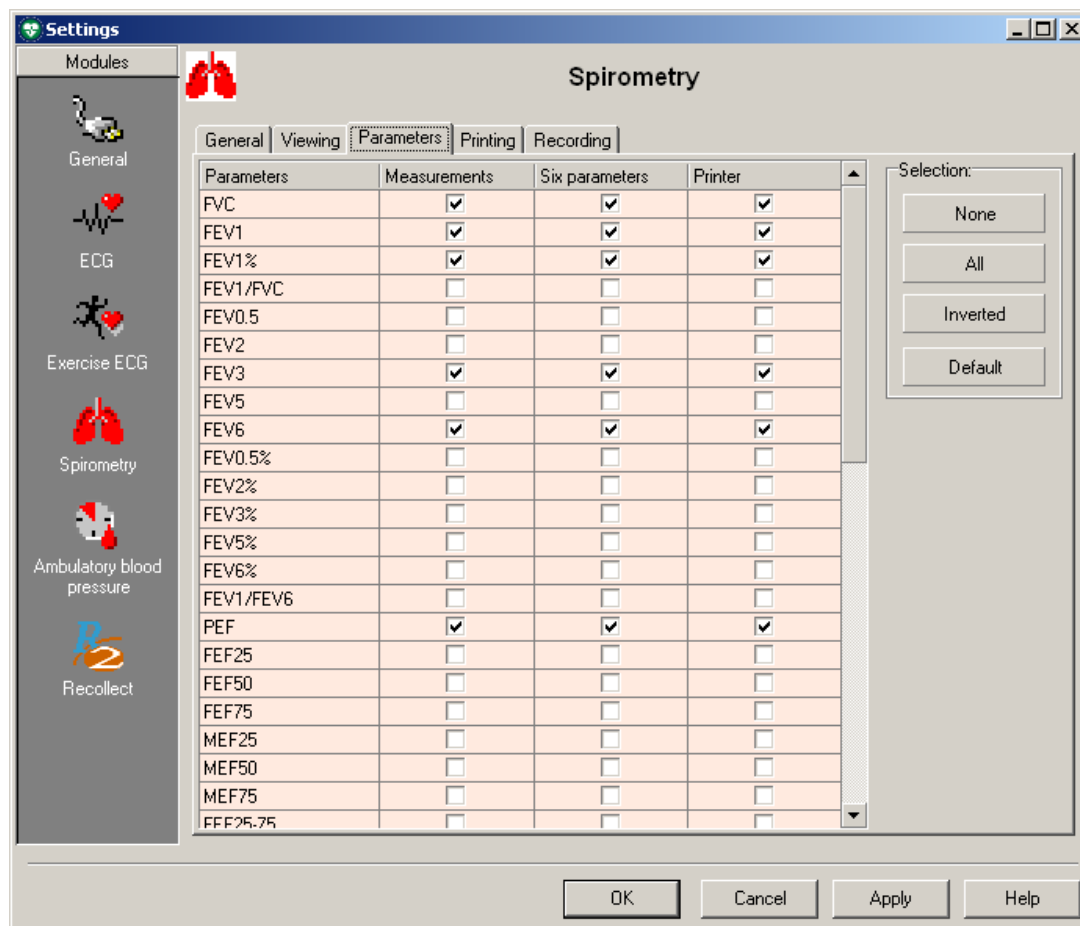 Settings
Modules
General
ECG
Exercise ECG
Spirometry
Ambulatory blood
pressure
Recollect
Spirometry
General Viewing Parameters Printing Recording
Parameters Measurements Six parameters Printer
FVC
FEV1
FEV1%
FEV1/FVC
FEV0.5
FEV2
FEV3
FEV5
FEV6
FEV0.5%
FEV2%
FEV3%
FEV5%
FEV6%
FEV1/FEV6
PEF
FEF25
FEF50
FEF75
MEF25
MEF50
MEF75
FEF25-75
Selection:
None
All
Inverted
Default
OK Cancel Apply Help